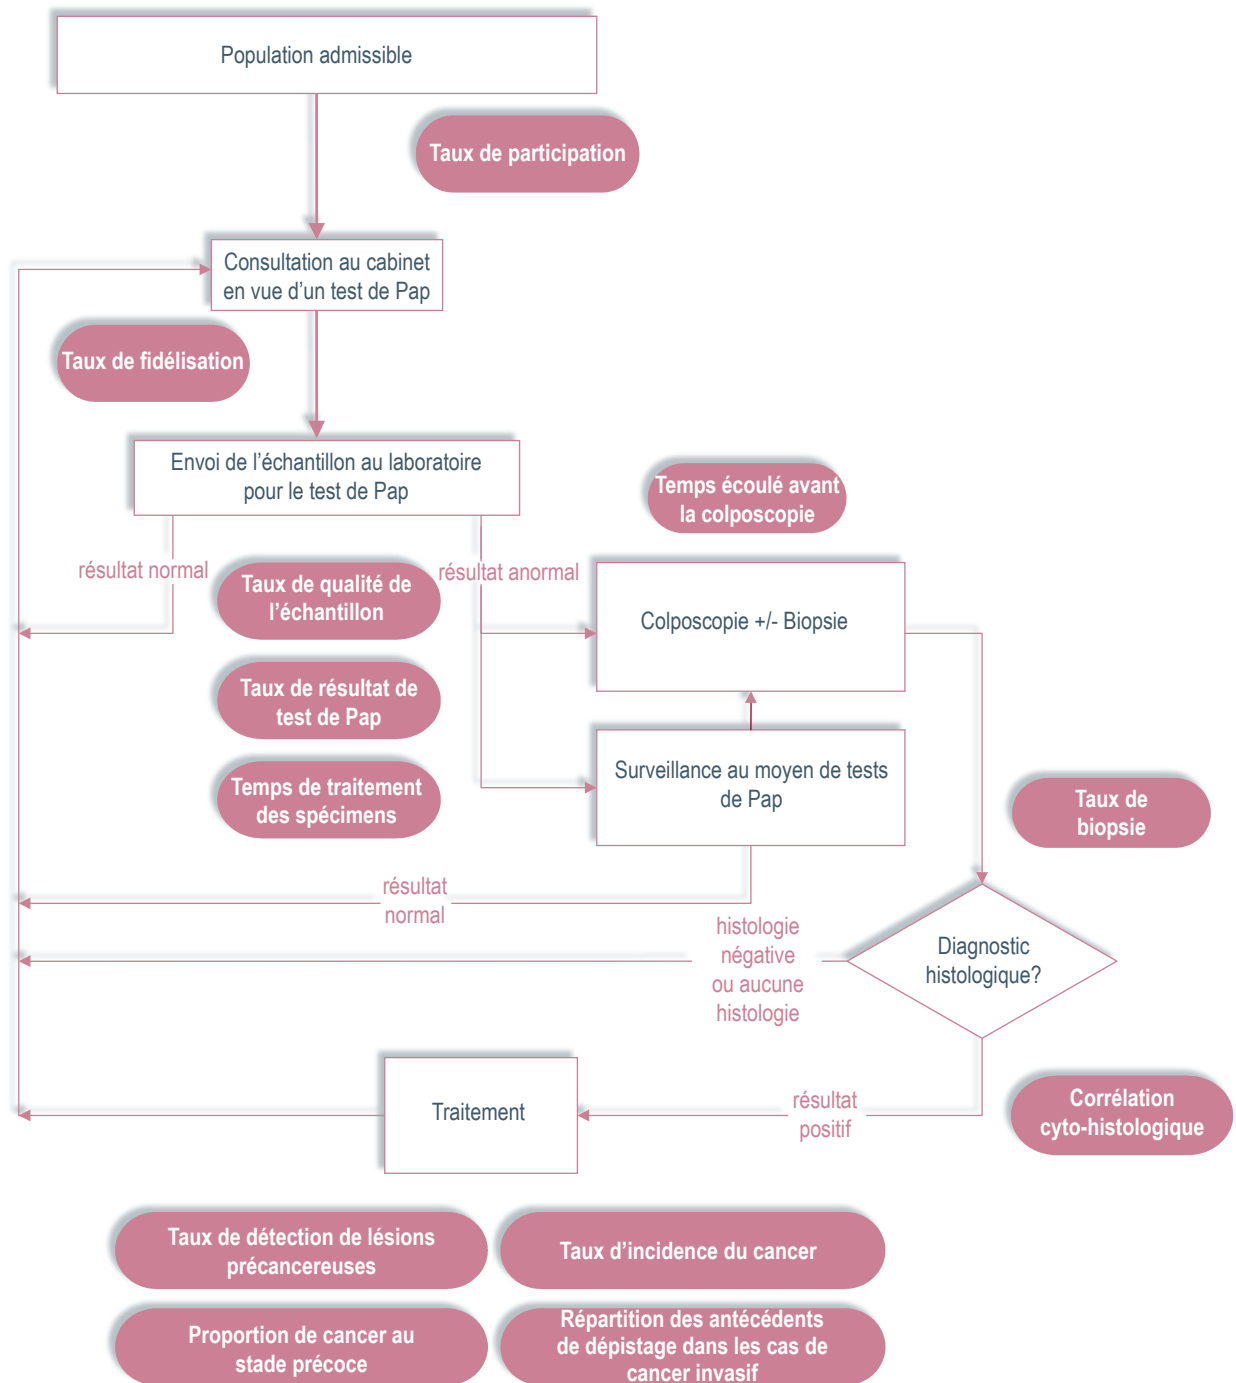 Population admissible
Taux de participation
Consultation au cabinet
en vue d’un test de Pap
Taux de fidélisation
Envoi de l’échantillon au laboratoire
pour le test de Pap
Temps écoulé avant
la colposcopie
résultat normal
Taux de qualité de
l’échantillon
résultat anormal
Colposcopie +/- Biopsie
Taux de résultat de
test de Pap
Surveillance au moyen de tests
de Pap
Temps de traitement
des spécimens
Taux de
biopsie
résultat
normal
histologie
négative
ou aucune
histologie
Diagnostic
histologique?
Traitement
résultat
positif
Corrélation
cyto-histologique
Taux de détection de lésions
précancereuses
Taux d’incidence du cancer
Proportion de cancer au
stade précoce
Répartition des antécédents
de dépistage dans les cas de
cancer invasif